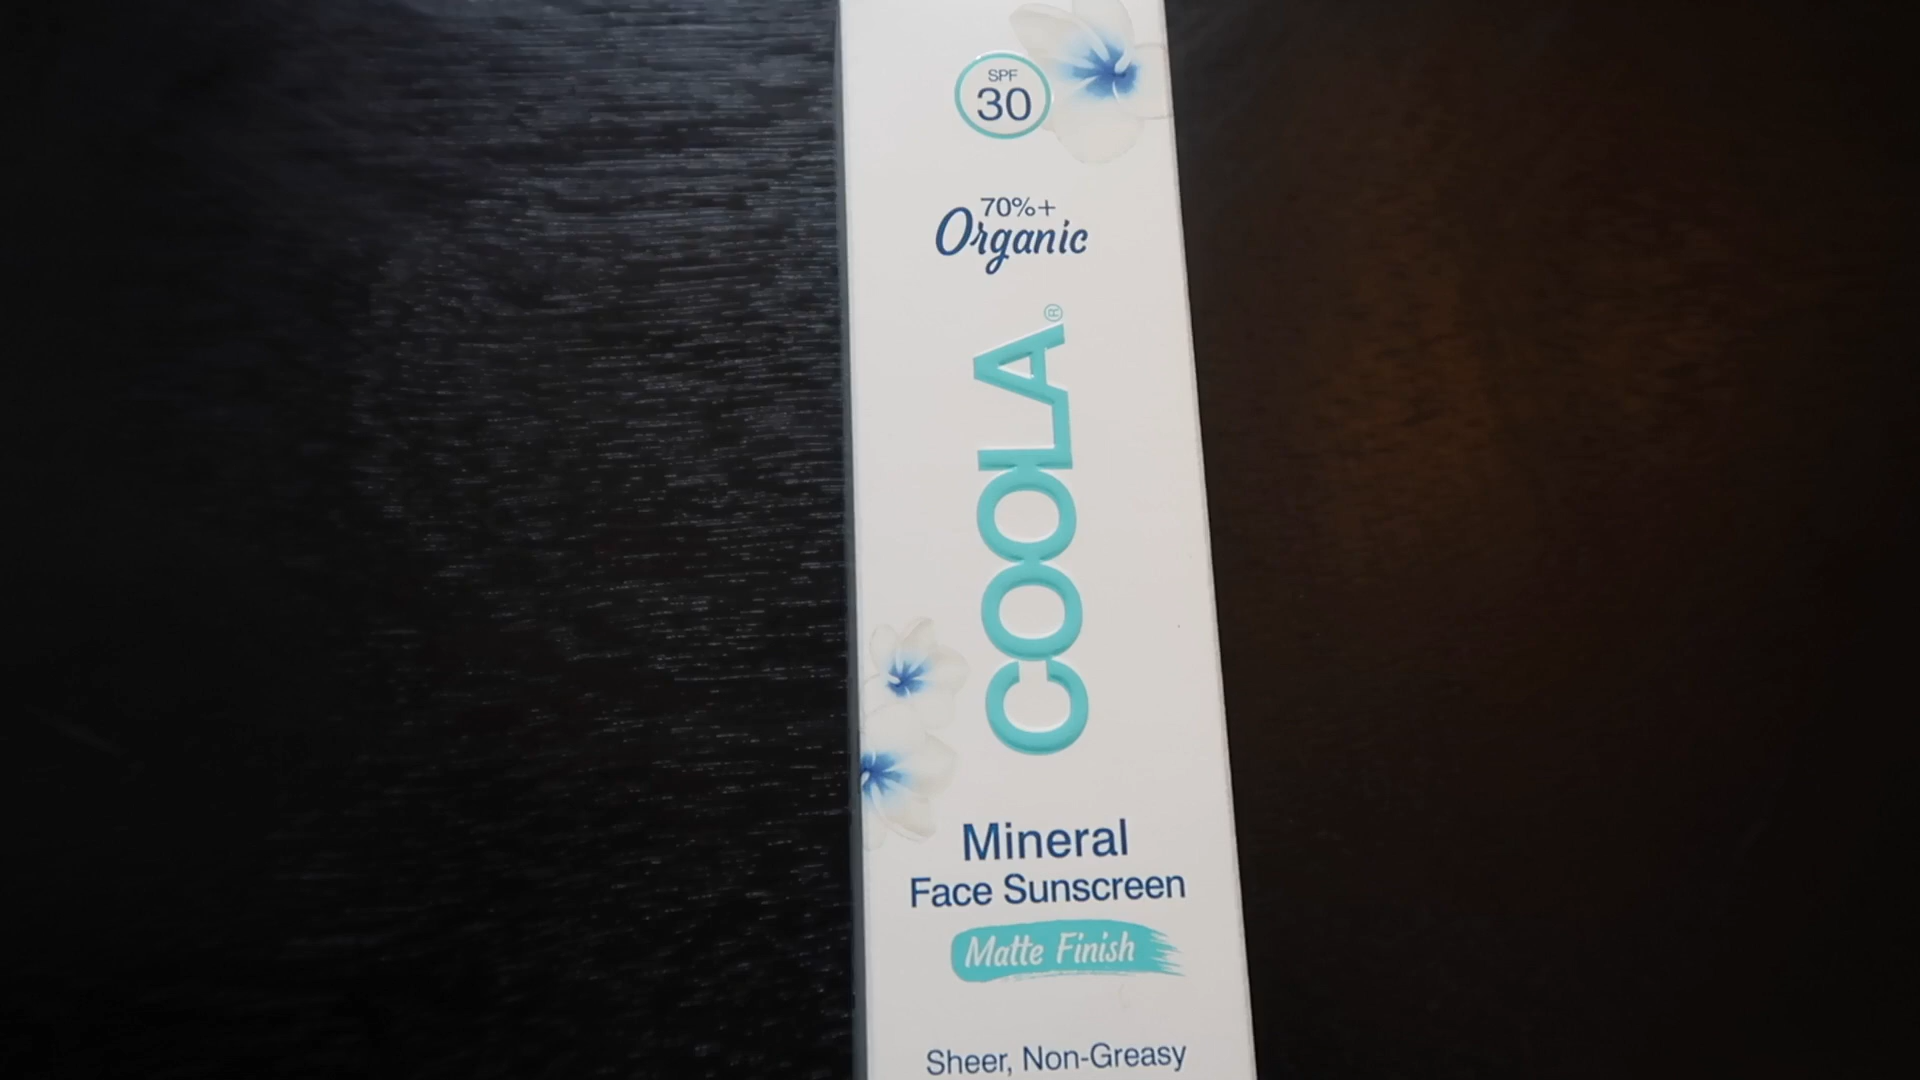 SPF
30
70%+
Organic
COOLA®
Mineral
Face Sunscreen
Matte Finish
Sheer, Non-Greasy